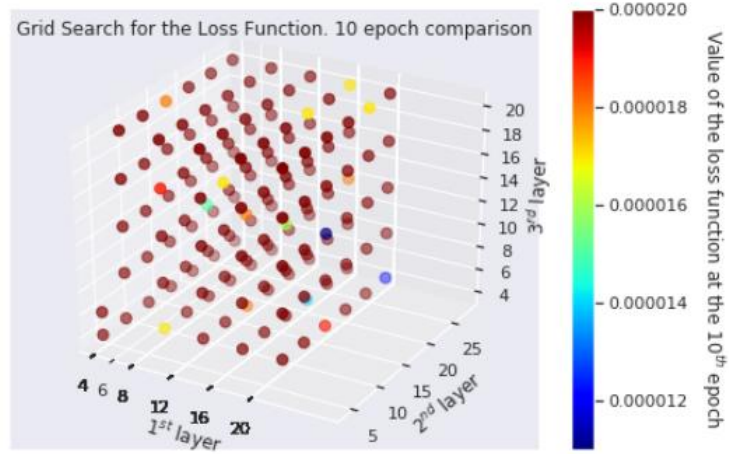 Grid Search for the Loss Function. 10 epoch comparison
20
18
16
14
12
10
8
6
4
3rd layer
4 6 8 12 16 20
1st layer
5 10 15 20 25
2nd layer
0.000020
0.000018
0.000016
0.000014
0.000012
Value of the loss function at the 10th epoch